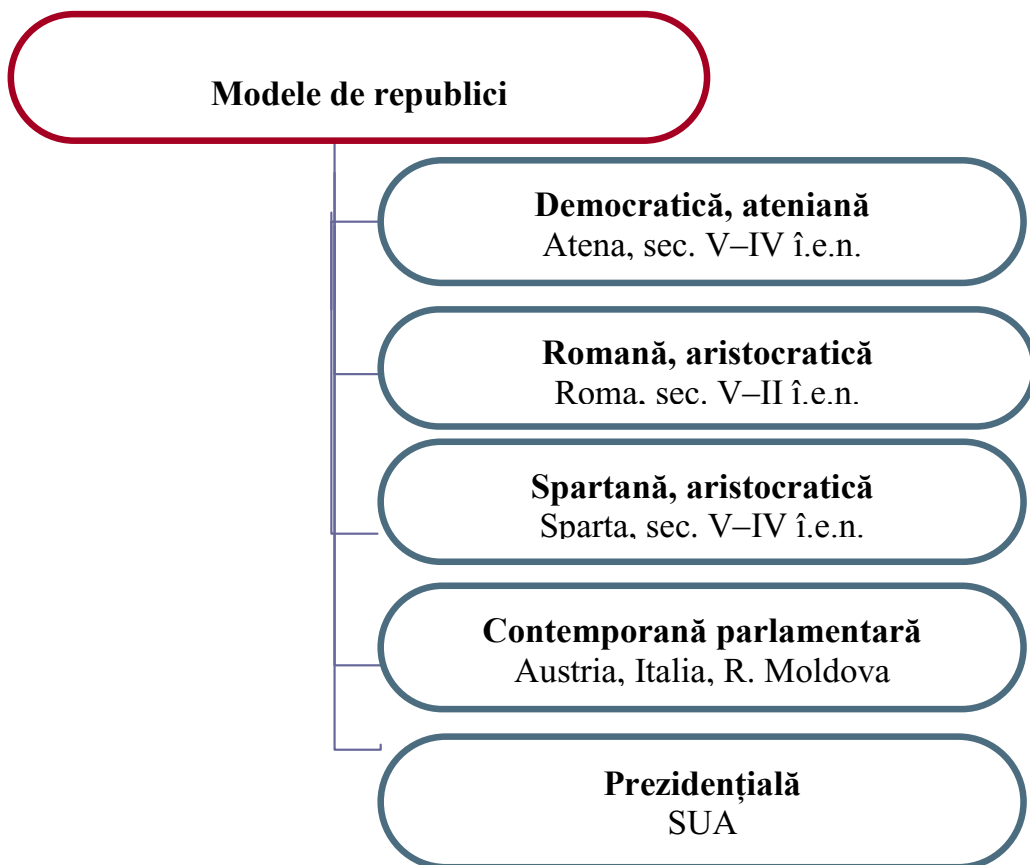 Modele de republici
Democratică, ateniană
Atena, sec. V–IV î.e.n.
Romană, aristocratică
Roma, sec. V–II î.e.n.
Spartană, aristocratică
Sparta, sec. V–IV î.e.n.
Contemporană parlamentară
Austria, Italia, R. Moldova
Prezidențială
SUA